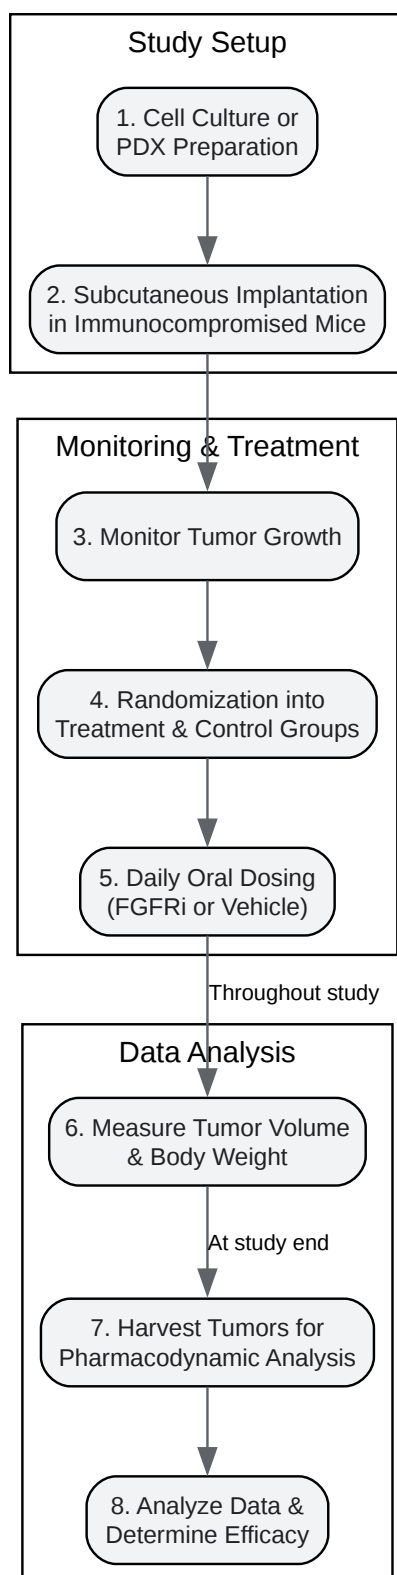 Study Setup
1. Cell Culture or
PDX Preparation
2. Subcutaneous Implantation
in Immunocompromised Mice
Monitoring & Treatment
3. Monitor Tumor Growth
4. Randomization into
Treatment & Control Groups
5. Daily Oral Dosing
(FGFRi or Vehicle)
Throughout study
Data Analysis
6. Measure Tumor Volume
& Body Weight
At study end
7. Harvest Tumors for
Pharmacodynamic Analysis
8. Analyze Data &
Determine Efficacy